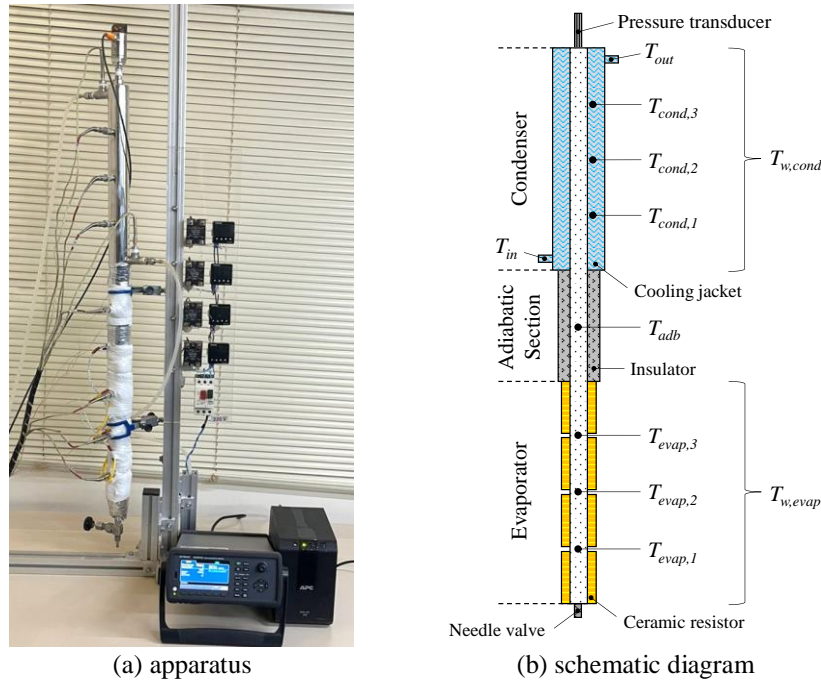 Pressure transducer
T_out
T_cond,3
Condenser
T_cond,2
T_w,cond
T_cond,1
T_in
Cooling jacket
Adiabatic
Section
T_adb
Insulator
T_evap,3
Evaporator
T_evap,2
T_w,evap
T_evap,1
Ceramic resistor
Needle valve
APC
(a) apparatus
(b) schematic diagram